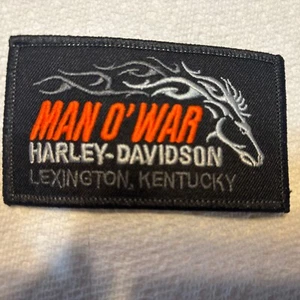 MAN O' WAR
HARLEY-DAVIDSON
LEXINGTON, KENTUCKY